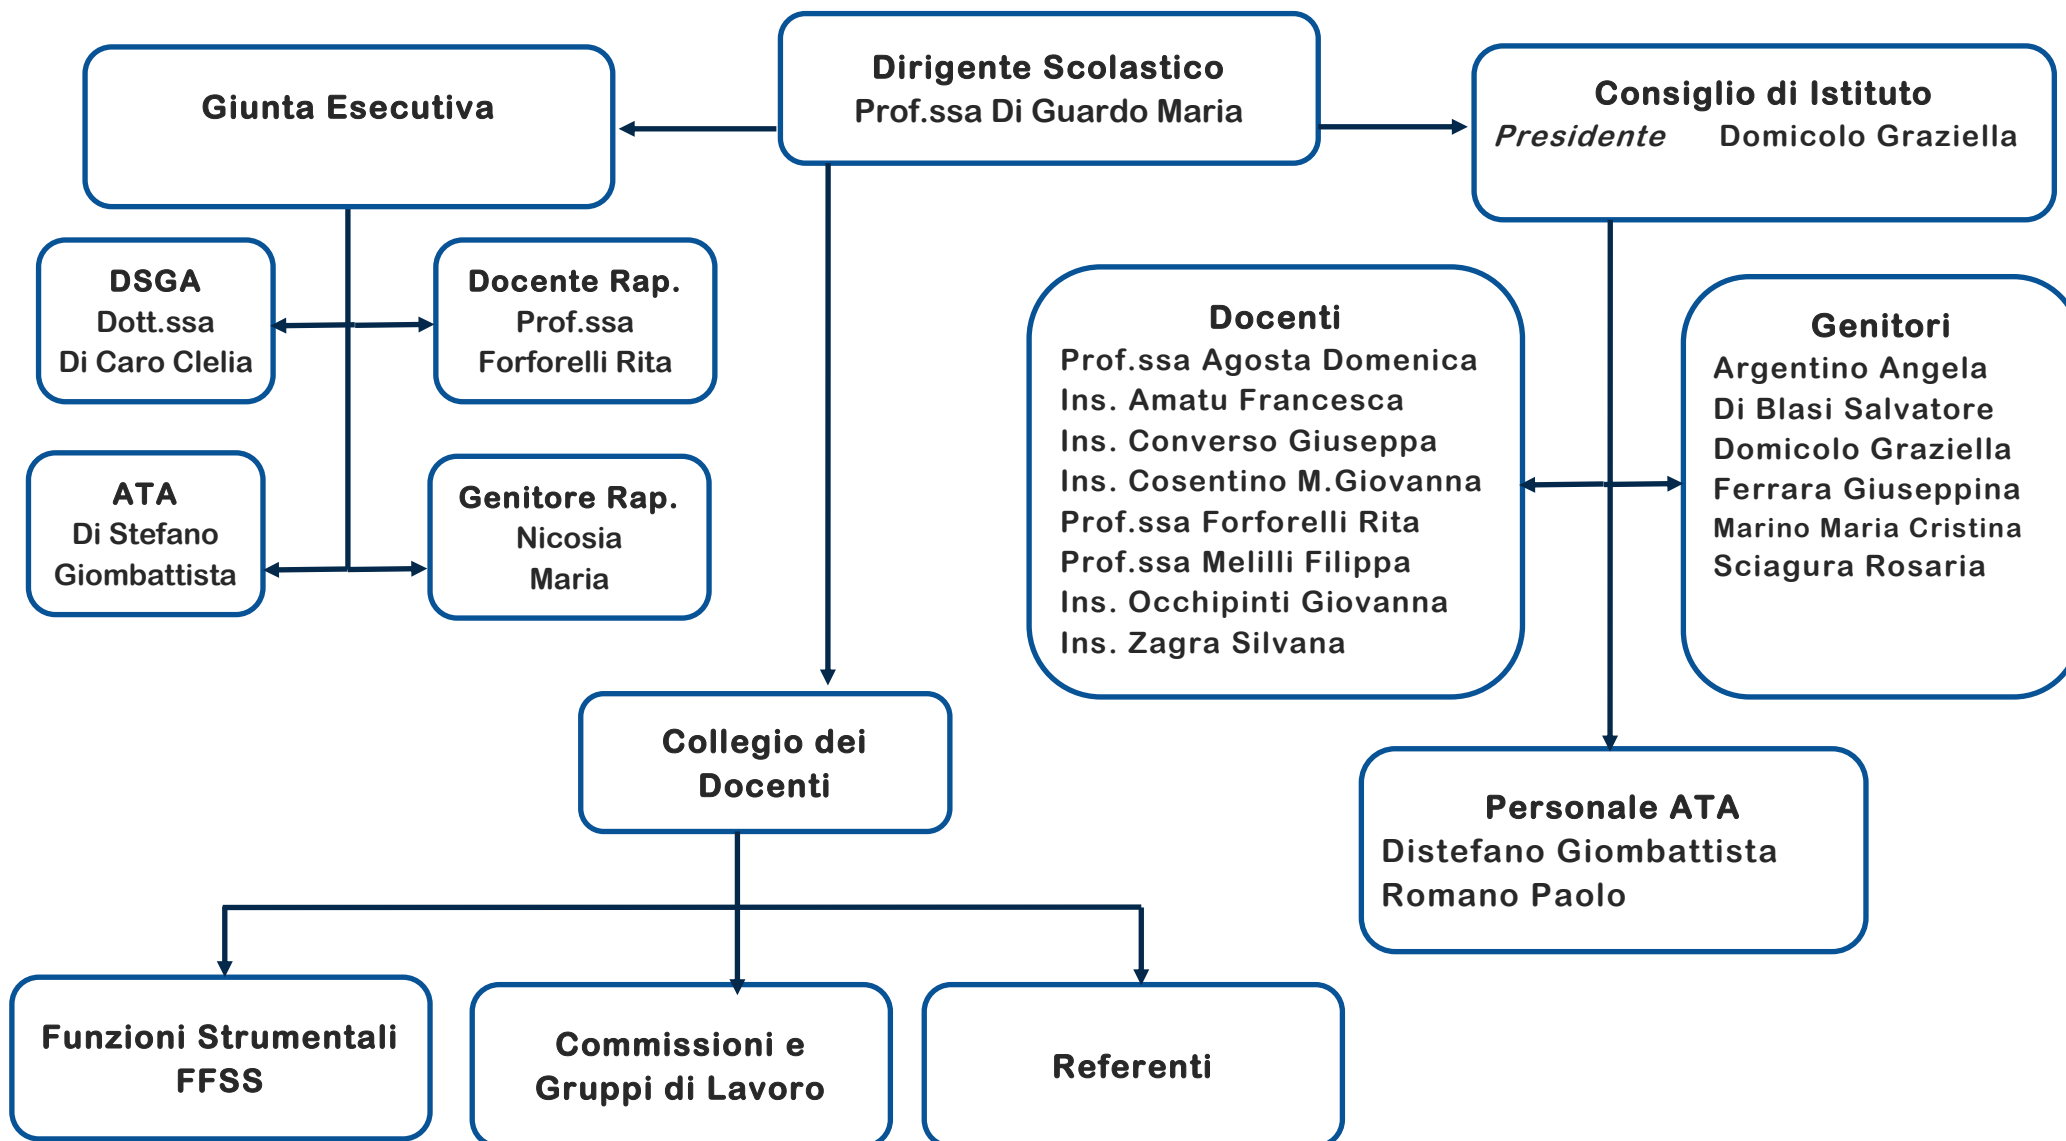 Dirigente Scolastico
Prof.ssa Di Guardo Maria
Giunta Esecutiva
Consiglio di Istituto
Presidente Domicolo Graziella
DSGA
Dott.ssa
Di Caro Clelia
Docente Rap.
Prof.ssa
Forforelli Rita
ATA
Di Stefano
Giombattista
Genitore Rap.
Nicosia
Maria
Docenti
Prof.ssa Agosta Domenica
Ins. Amatu Francesca
Ins. Converso Giuseppa
Ins. Cosentino M.Giovanna
Prof.ssa Forforelli Rita
Prof.ssa Melilli Filippa
Ins. Occhipinti Giovanna
Ins. Zagra Silvana
Genitori
Argentino Angela
Di Blasi Salvatore
Domicolo Graziella
Ferrara Giuseppina
Marino Maria Cristina
Sciagura Rosaria
Collegio dei
Docenti
Personale ATA
Distefano Giombattista
Romano Paolo
Funzioni Strumentali
FFSS
Commissioni e
Gruppi di Lavoro
Referenti